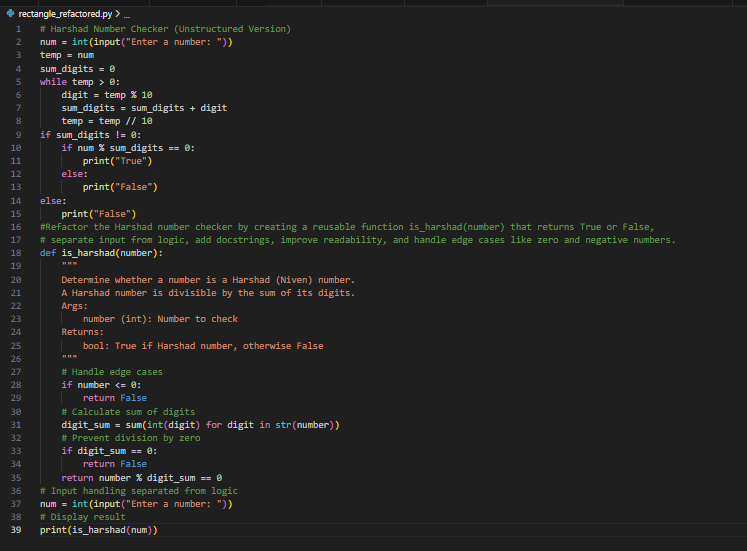 rectangle_refactored.py > ...
1 # Harshad Number Checker (Unstructured Version)
2 num = int(input("Enter a number: "))
3 temp = num
4 sum_digits = 0
5 while temp > 0:
6     digit = temp % 10
7     sum_digits = sum_digits + digit
8     temp = temp // 10
9 if sum_digits != 0:
10     if num % sum_digits == 0:
11         print("True")
12     else:
13         print("False")
14 else:
15     print("False")
16 #Refactor the Harshad number checker by creating a reusable function is_harshad(number) that returns True or False,
17 # separate input from logic, add docstrings, improve readability, and handle edge cases like zero and negative numbers.
18 def is_harshad(number):
19     """
20     Determine whether a number is a Harshad (Niven) number.
21     A Harshad number is divisible by the sum of its digits.
22     Args:
23         number (int): Number to check
24     Returns:
25         bool: True if Harshad number, otherwise False
26     """
27     # Handle edge cases
28     if number <= 0:
29         return False
30     # Calculate sum of digits
31     digit_sum = sum(int(digit) for digit in str(number))
32     # Prevent division by zero
33     if digit_sum == 0:
34         return False
35     return number % digit_sum == 0
36 # Input handling separated from logic
37 num = int(input("Enter a number: "))
38 # Display result
39 print(is_harshad(num))